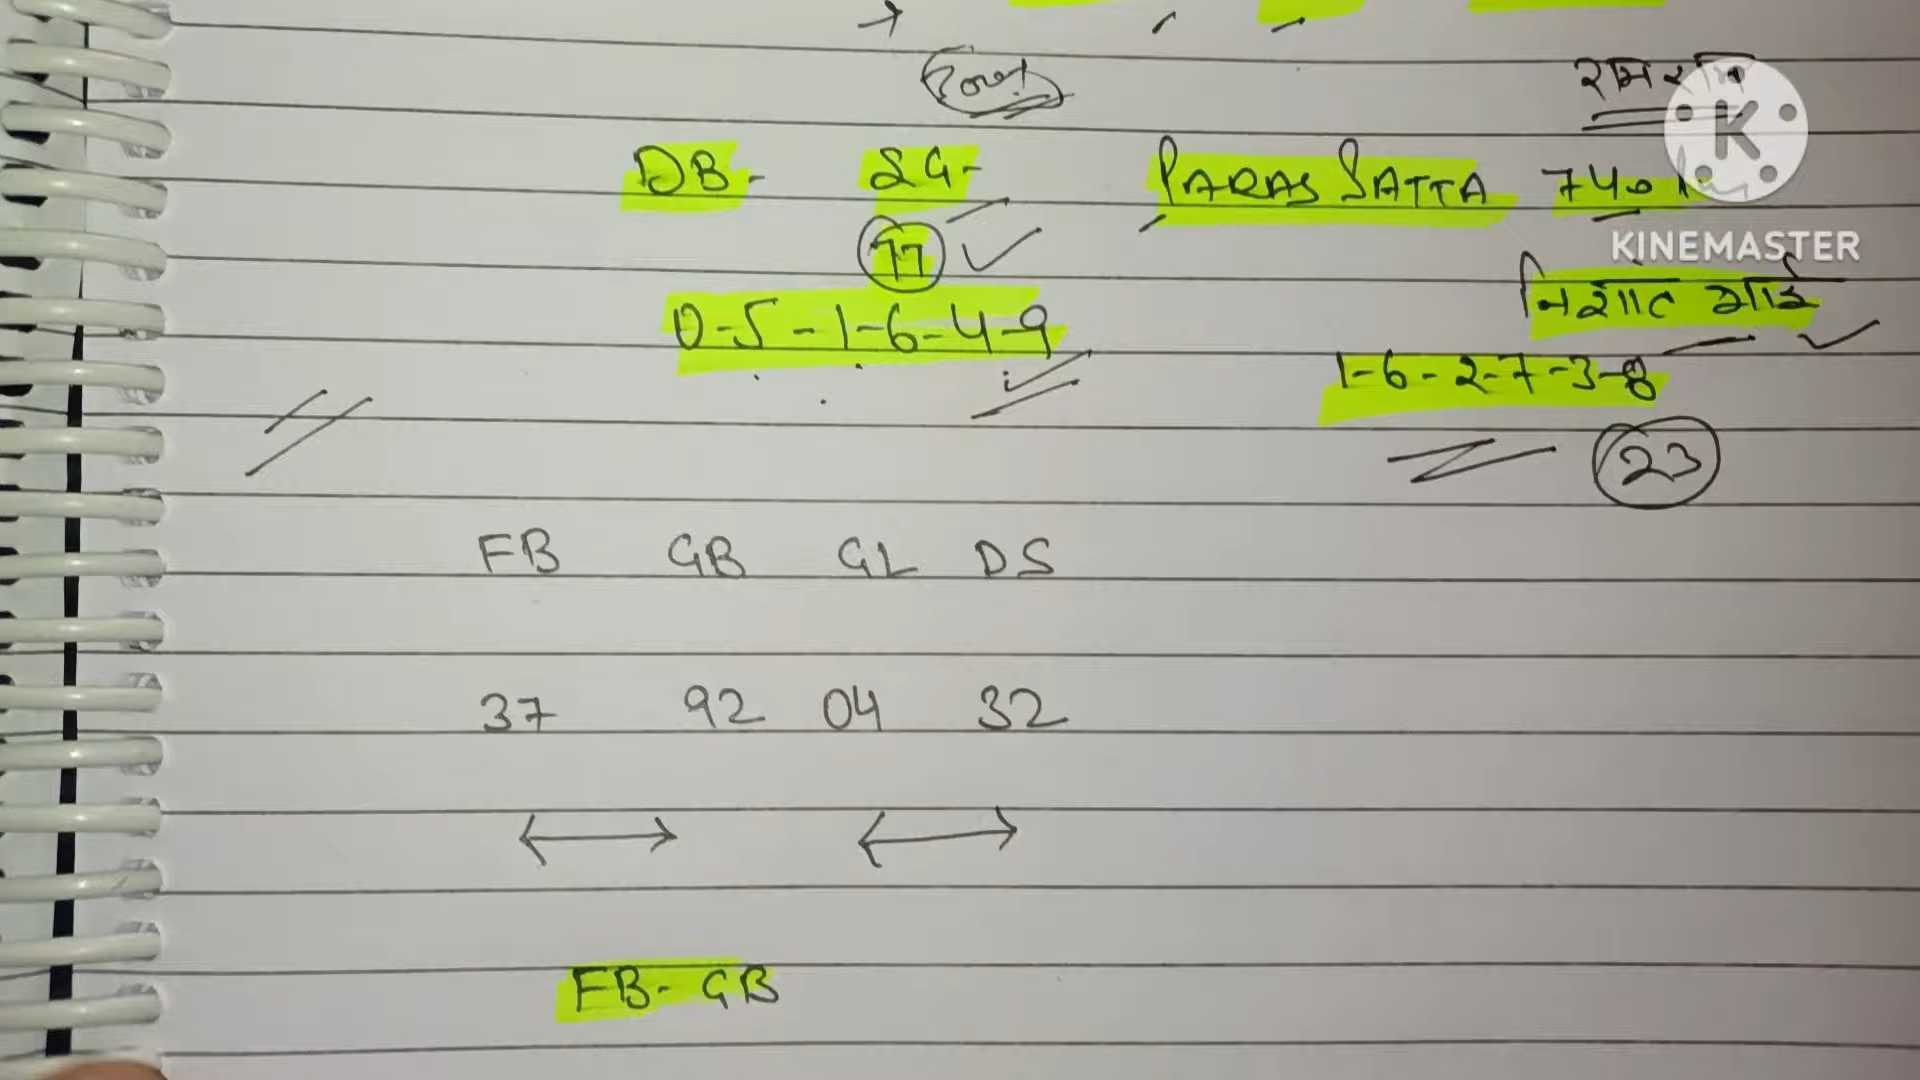 DB- SG- PARAS SATTA 740
KINEMASTER
77
0-5-1-6-4-9
1-6-2-7-3-8
23
FB GB GL DS
37 92 04 32
FB- GB